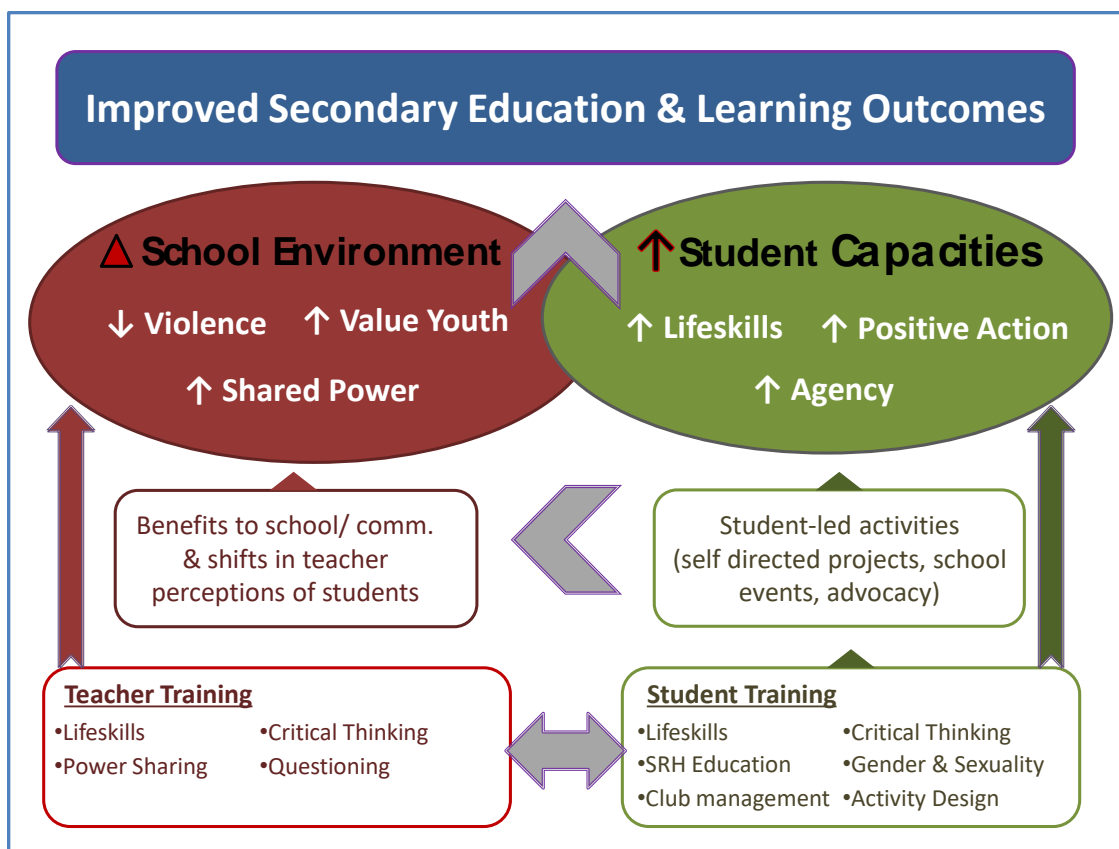 Improved Secondary Education & Learning Outcomes
School Environment
↓ Violence ↑ Value Youth
↑ Shared Power
↑ Student Capacities
↑ Lifeskills ↑ Positive Action
↑ Agency
Benefits to school/ comm.
& shifts in teacher
perceptions of students
Student-led activities
(self directed projects, school
events, advocacy)
Teacher Training
•Lifeskills •Critical Thinking
•Power Sharing •Questioning
Student Training
•Lifeskills •Critical Thinking
•SRH Education •Gender & Sexuality
•Club management •Activity Design